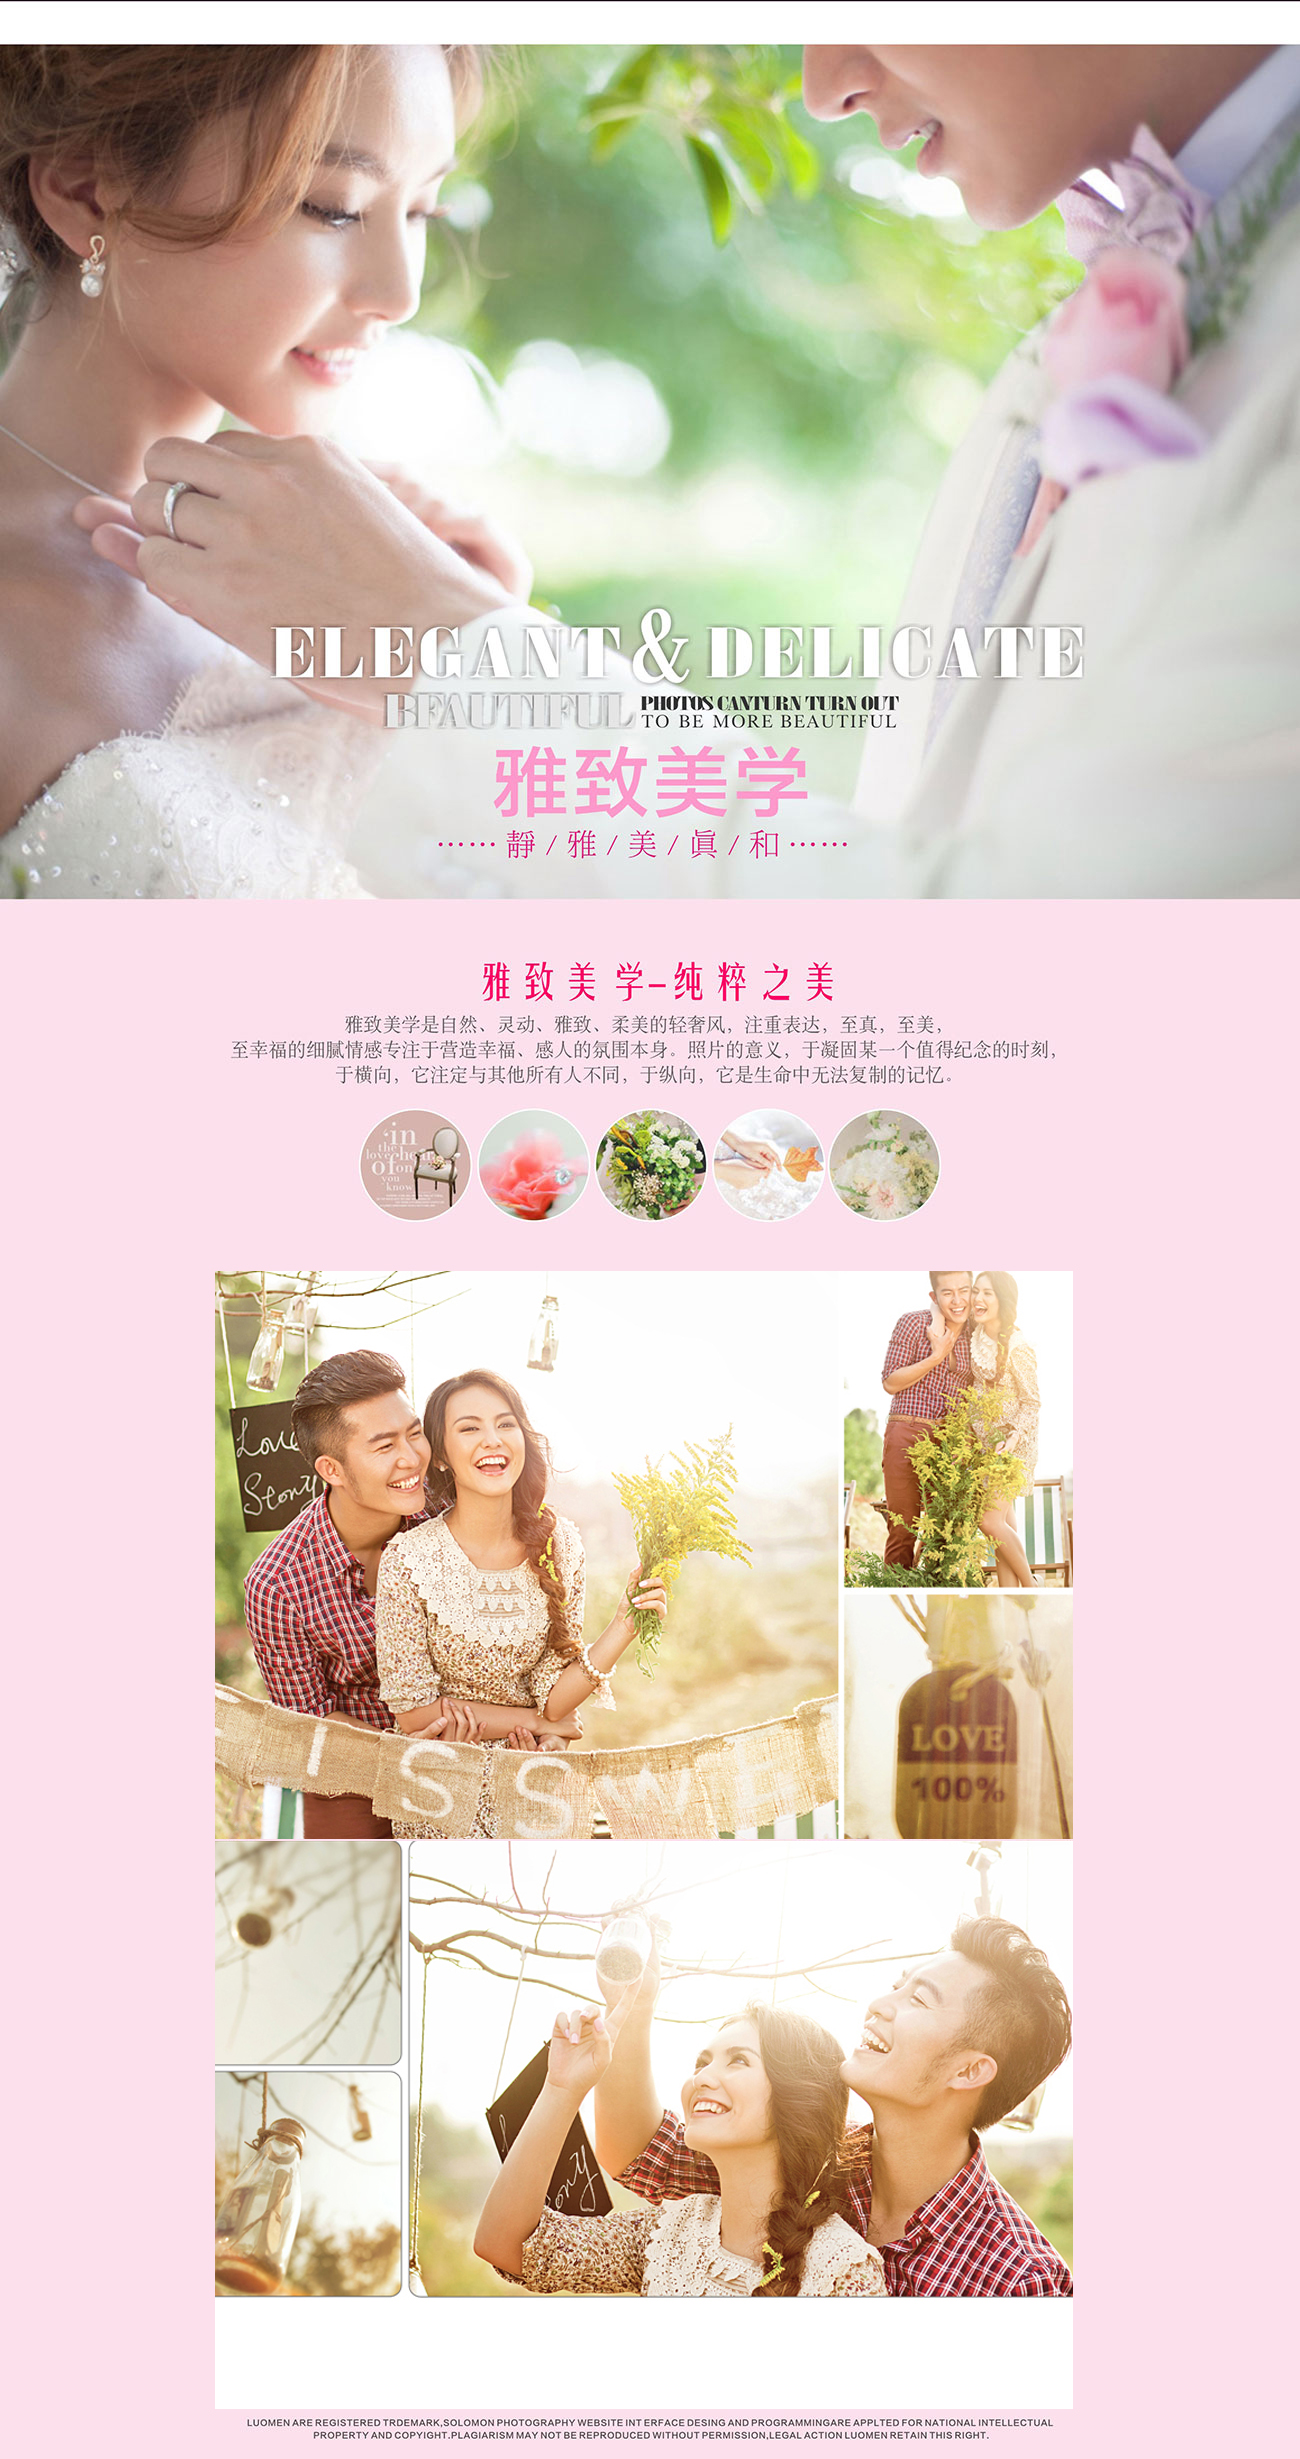 ELEGANT & DELICATE
BEAUTIFUL PHOTOS CANTURN TURN OUT
TO BE MORE BEAUTIFUL
雅致美学
……靜/雅/美/眞/和……
雅致美学-纯粹之美
雅致美学是自然、灵动、雅致、柔美的轻奢风，注重表达，至真，至美，
至幸福的细腻情感专注于营造幸福、感人的氛围本身。照片的意义，于凝固某一个值得纪念的时刻，
于横向，它注定与其他所有人不同，于纵向，它是生命中无法复制的记忆。
in
the
love
of on
you
know
Love
Story
ISSWE
LOVE
100%
ony
LUOMEN ARE REGISTERED TRDEMARK,SOLOMON PHOTOGRAPHY WEBSITE INT ERFACE DESING AND PROGRAMMINGARE APPLTED FOR NATIONAL INTELLECTUAL
PROPERTY AND COPYIGHT.PLAGIARISM MAY NOT BE REPRODUCED WITHOUT PERMISSION,LEGAL ACTION LUOMEN RETAIN THIS RIGHT.